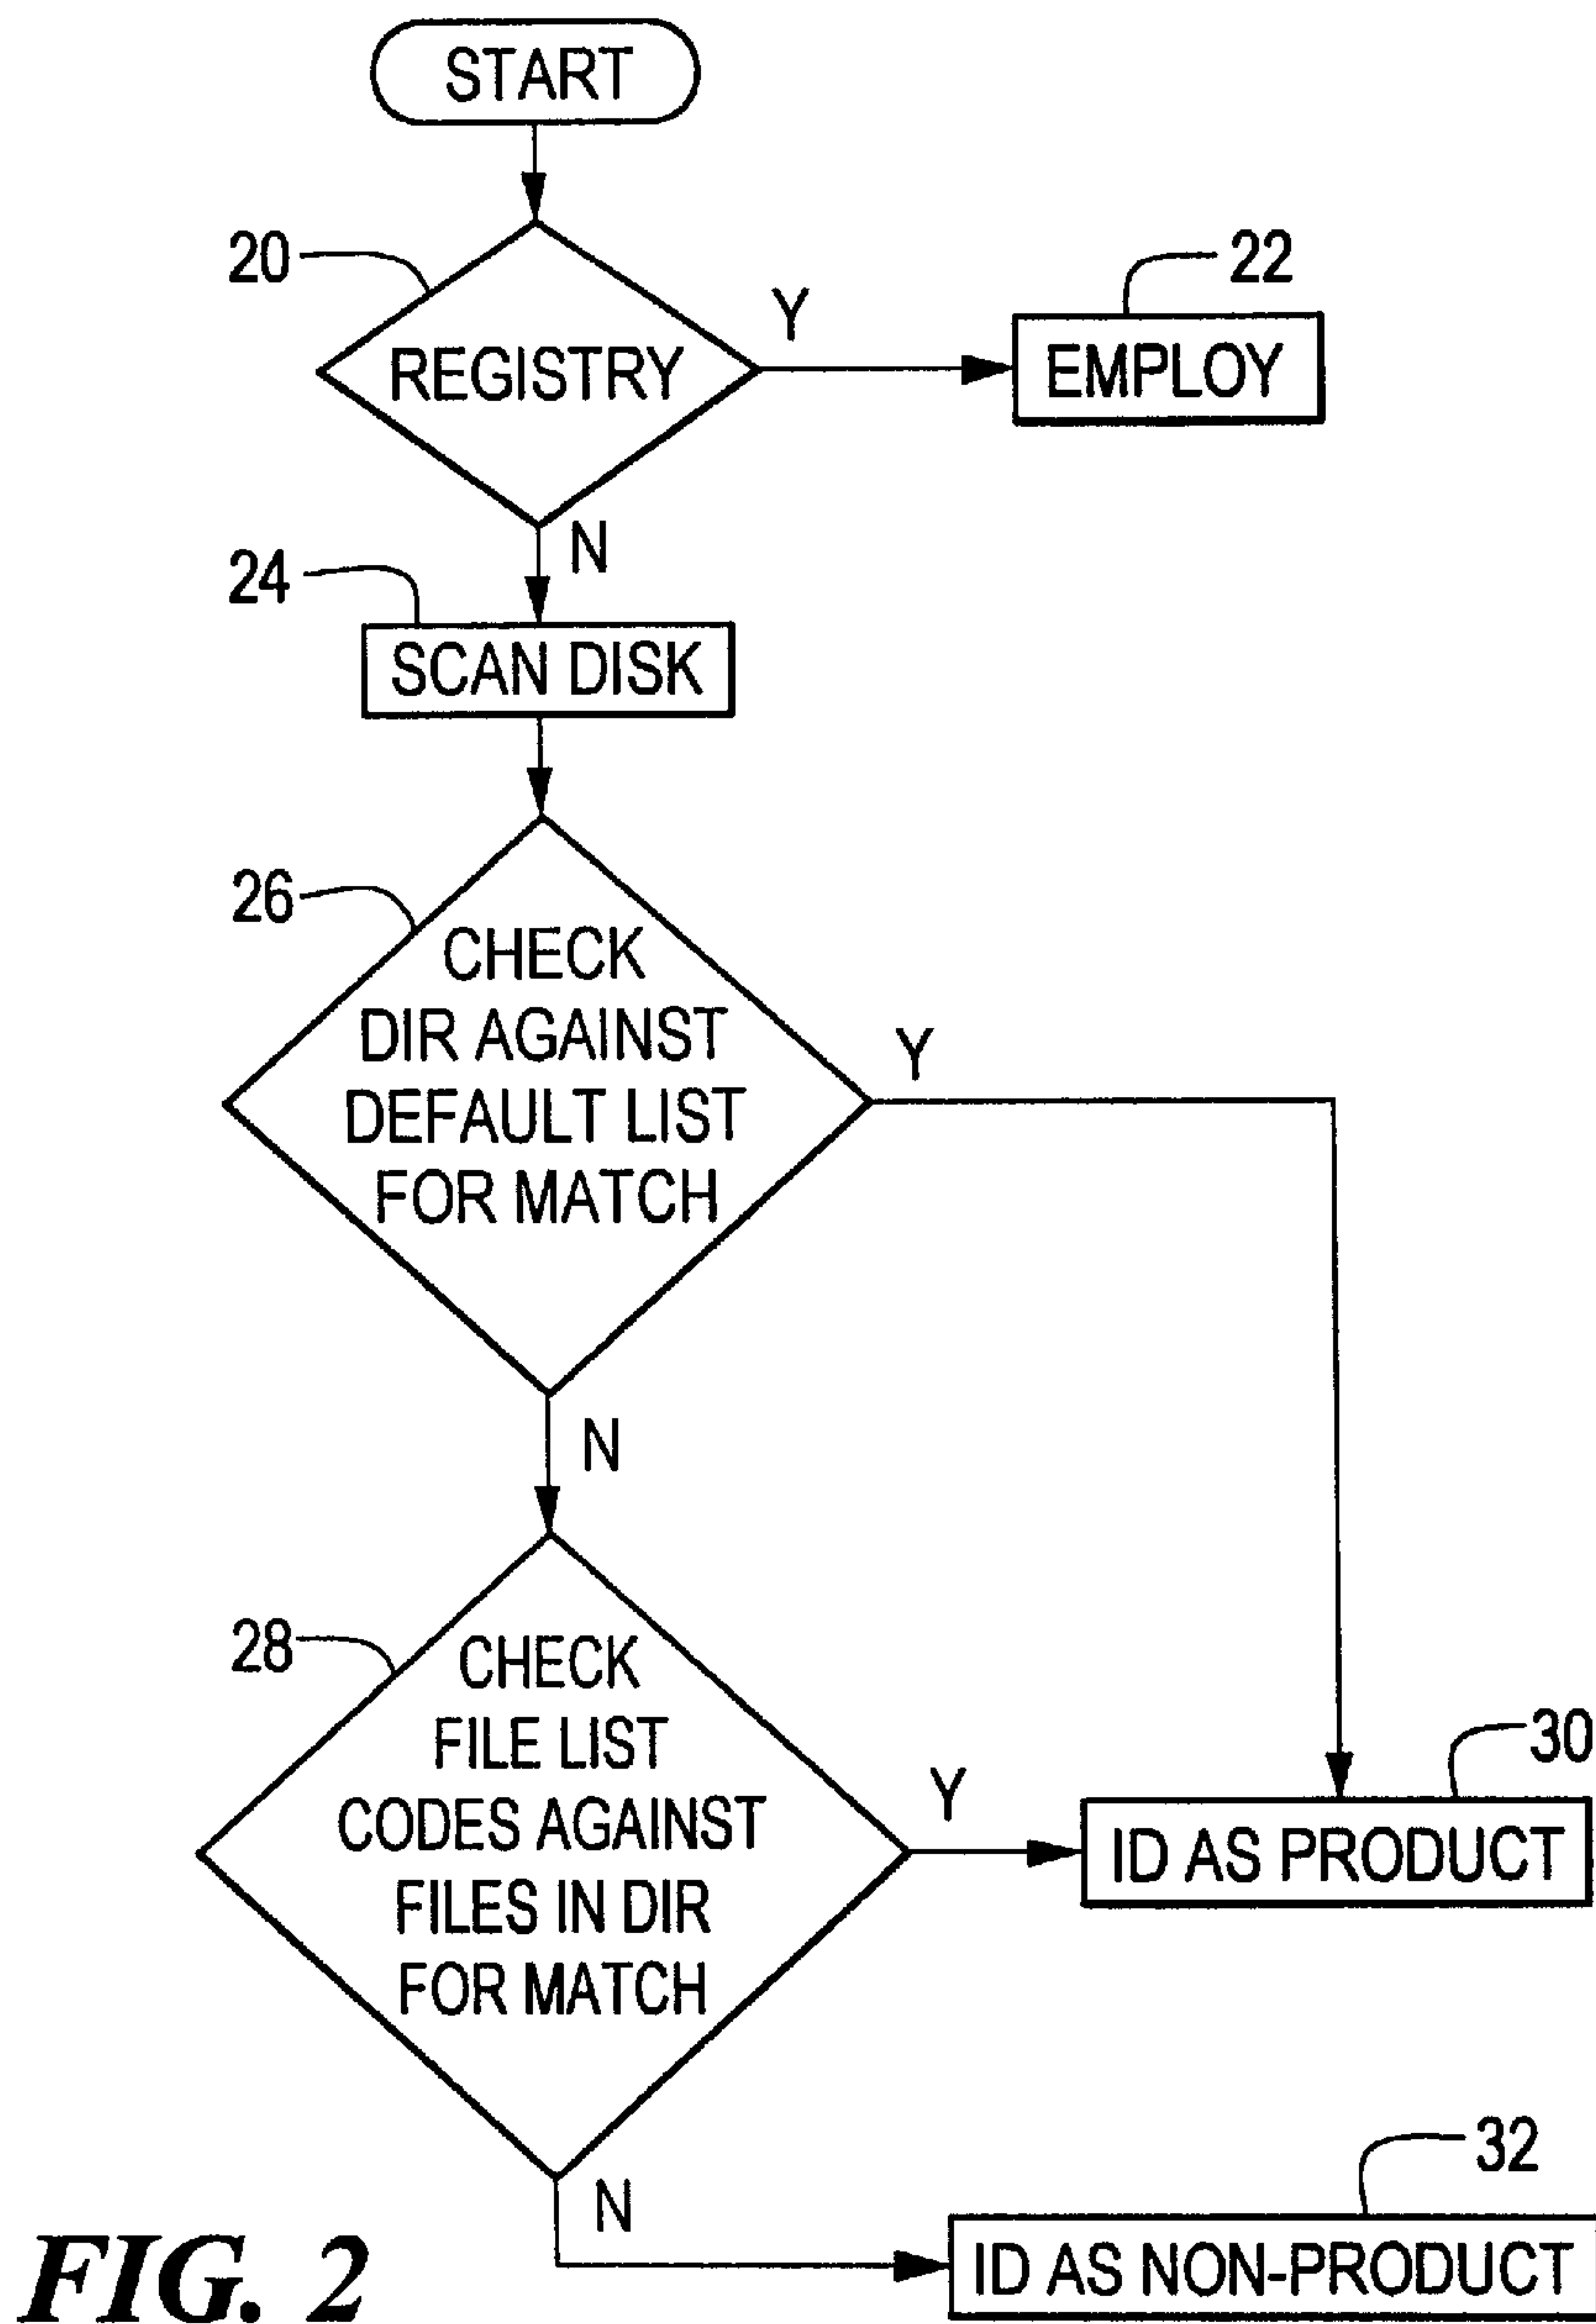 START
20
REGISTRY
Y
22
EMPLOY
N
24
SCAN DISK
26
CHECK
DIR AGAINST
DEFAULT LIST
FOR MATCH
Y
N
28
CHECK
FILE LIST
CODES AGAINST
FILES IN DIR
FOR MATCH
Y
30
ID AS PRODUCT
N
32
ID AS NON-PRODUCT
FIG. 2